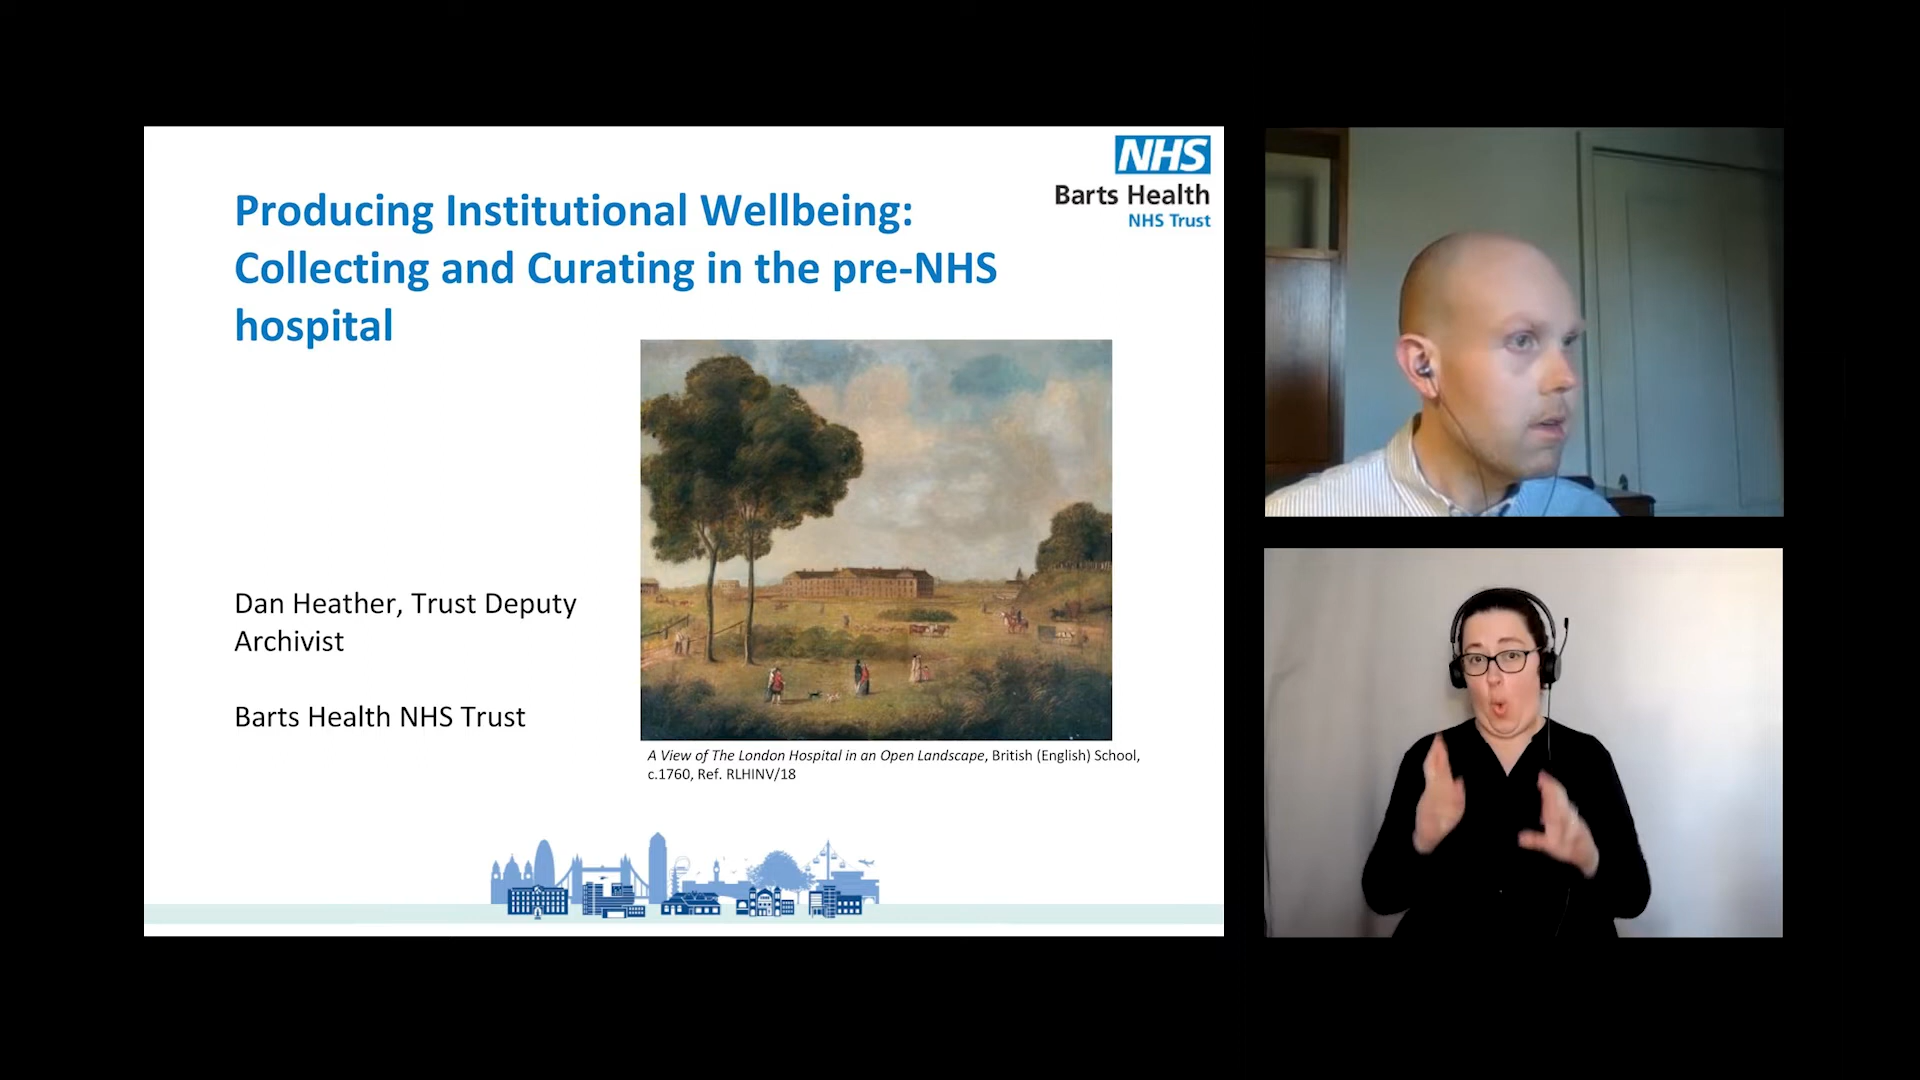 NHS
Barts Health
NHS Trust
Producing Institutional Wellbeing:
Collecting and Curating in the pre-NHS
hospital
Dan Heather, Trust Deputy
Archivist
Barts Health NHS Trust
A View of The London Hospital in an Open Landscape, British (English) School,
c.1760, Ref. RLHINV/18